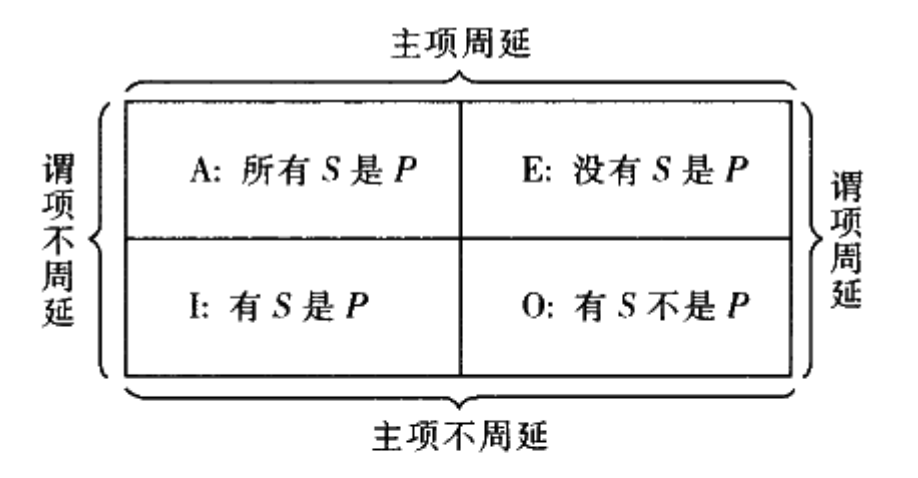 主项周延
谓项不周延
A: 所有 S 是 P
E: 没有 S 是 P
谓项周延
I: 有 S 是 P
O: 有 S 不是 P
主项不周延